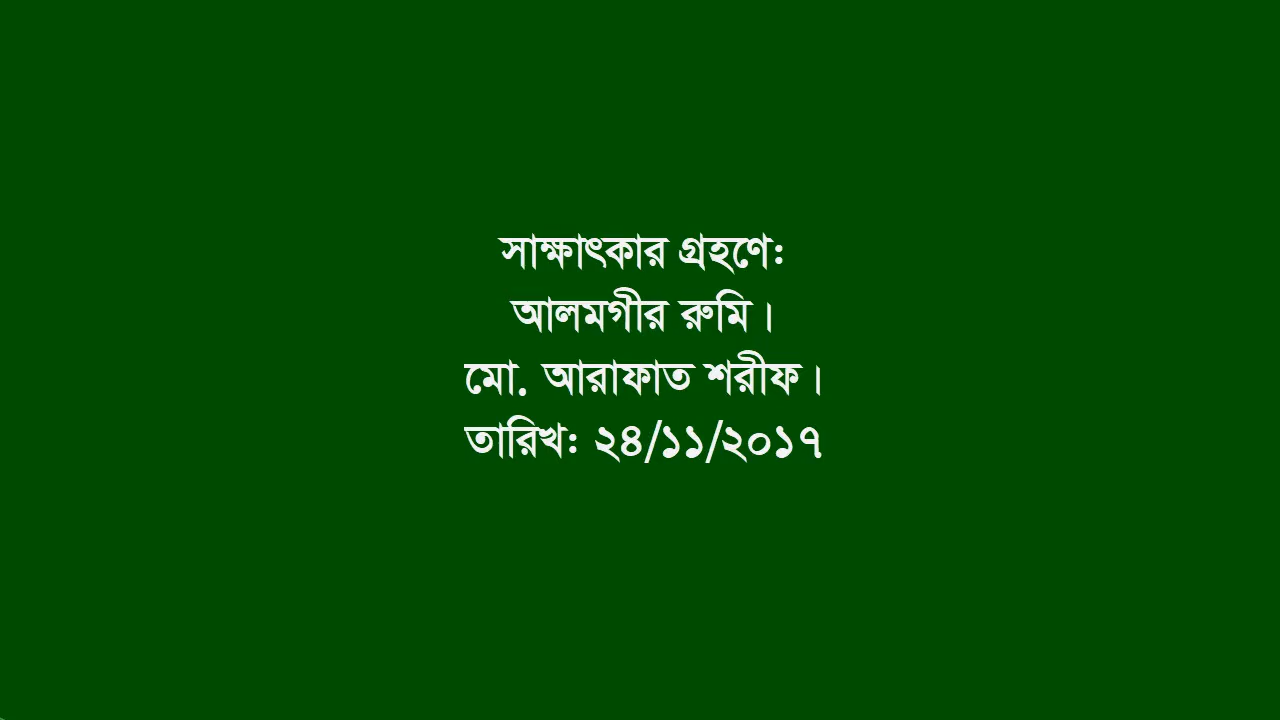 সাক্ষাৎকার গ্রহণে:
আলমগীর রুমি।
মো. আরাফাত শরীফ।
তারিখ: ২৪/১১/২০১৭